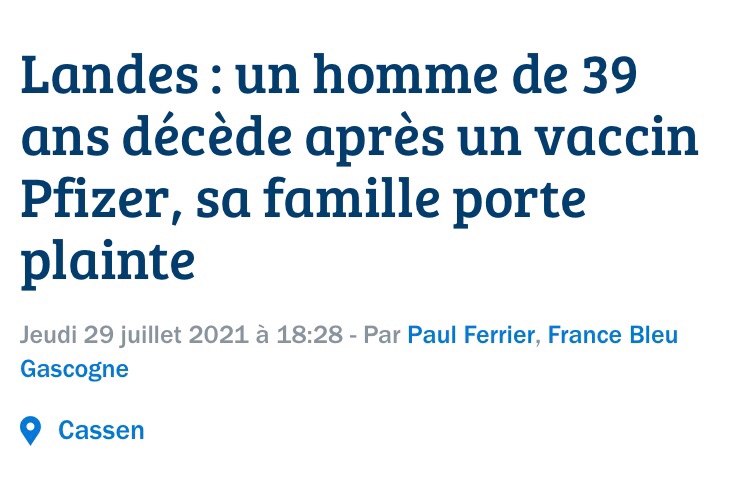 Landes : un homme de 39
ans décède après un vaccin
Pfizer, sa famille porte
plainte
Jeudi 29 juillet 2021 à 18:28 - Par Paul Ferrier, France Bleu
Gascogne
Cassen